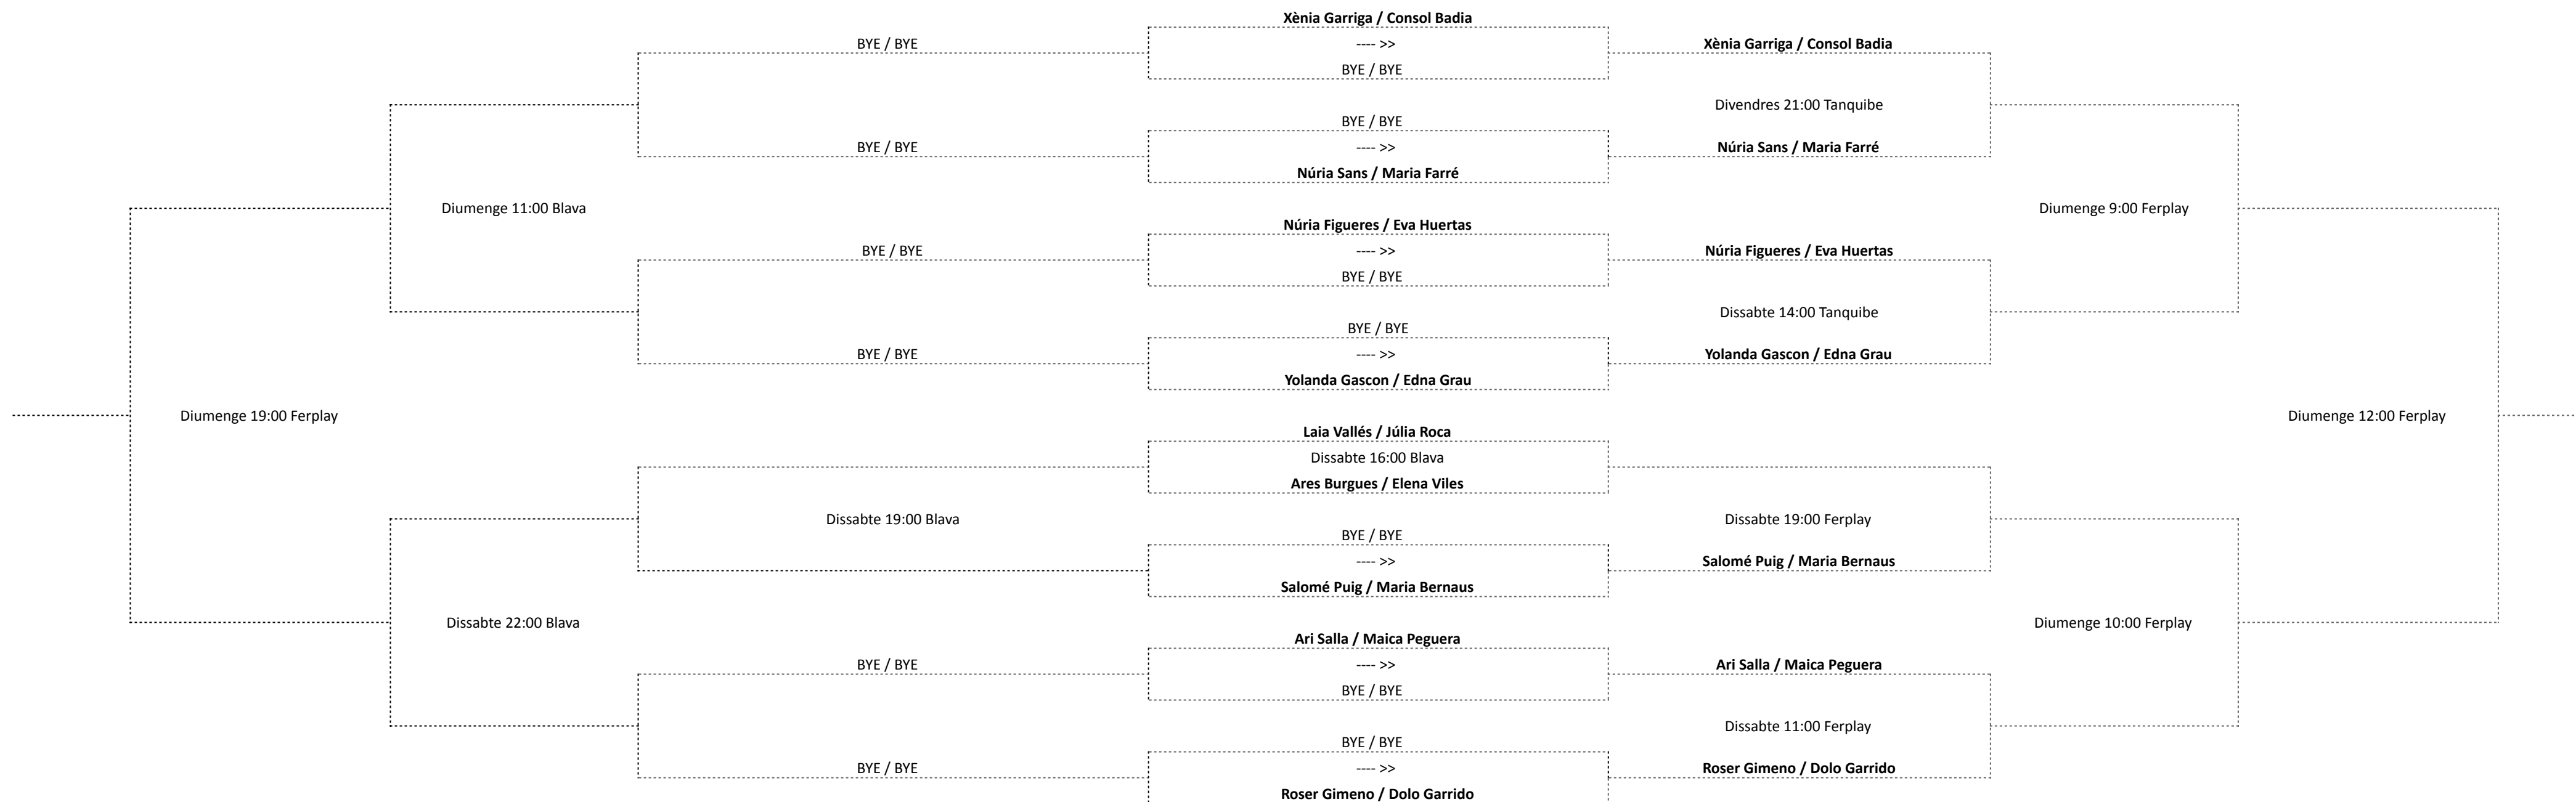 Xènia Garriga / Consol Badia
BYE / BYE
---- >>
Xènia Garriga / Consol Badia
BYE / BYE
Divendres 21:00 Tanquibe
BYE / BYE
BYE / BYE
---- >>
Núria Sans / Maria Farré
Núria Sans / Maria Farré
Diumenge 11:00 Blava
Diumenge 9:00 Ferplay
Núria Figueres / Eva Huertas
BYE / BYE
---- >>
Núria Figueres / Eva Huertas
BYE / BYE
Dissabte 14:00 Tanquibe
BYE / BYE
BYE / BYE
---- >>
Yolanda Gascon / Edna Grau
Yolanda Gascon / Edna Grau
Diumenge 19:00 Ferplay
Diumenge 12:00 Ferplay
Laia Vallés / Júlia Roca
Dissabte 16:00 Blava
Ares Burgues / Elena Viles
Dissabte 19:00 Blava
Dissabte 19:00 Ferplay
BYE / BYE
---- >>
Salomé Puig / Maria Bernaus
Salomé Puig / Maria Bernaus
Dissabte 22:00 Blava
Diumenge 10:00 Ferplay
Ari Salla / Maica Peguera
BYE / BYE
---- >>
Ari Salla / Maica Peguera
BYE / BYE
Dissabte 11:00 Ferplay
BYE / BYE
BYE / BYE
---- >>
Roser Gimeno / Dolo Garrido
Roser Gimeno / Dolo Garrido